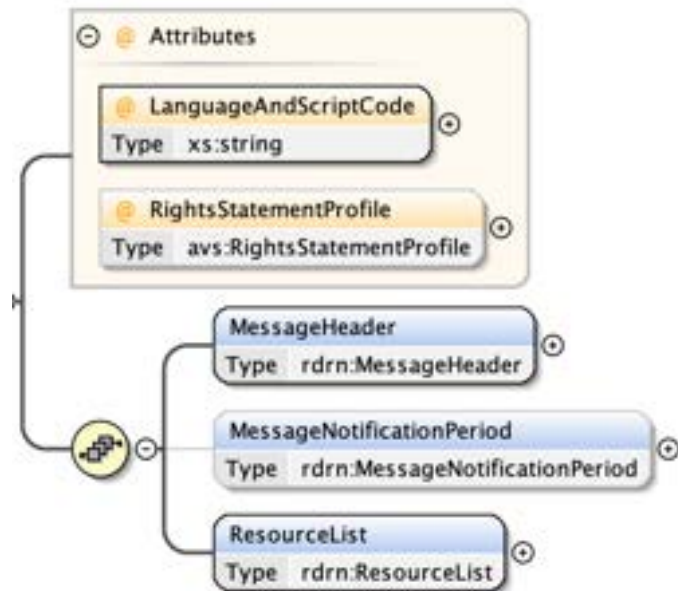 @ Attributes
@ LanguageAndScriptCode
Type xs:string
@ RightsStatementProfile
Type avs:RightsStatementProfile
MessageHeader
Type rdrn:MessageHeader
MessageNotificationPeriod
Type rdrn:MessageNotificationPeriod
ResourceList
Type rdrn:ResourceList